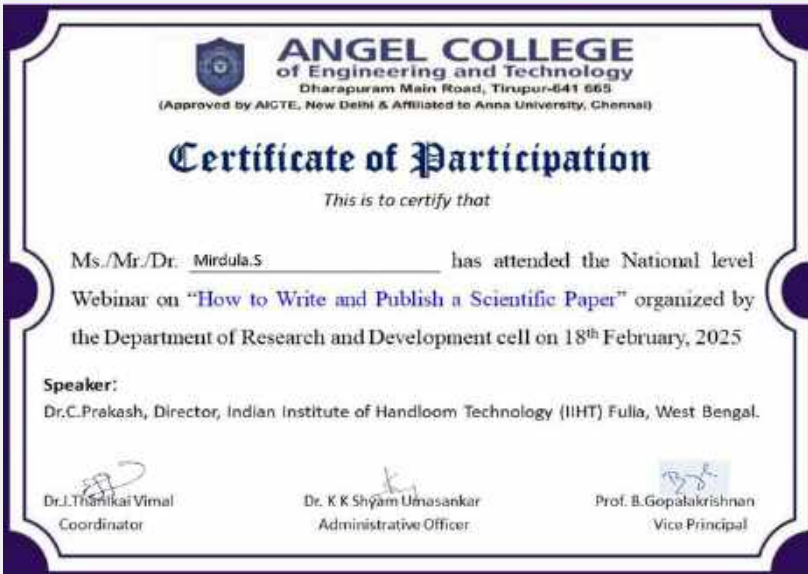 ANGEL COLLEGE
of Engineering and Technology
Dharapuram Main Road, Tirupur-641 665
(Approved by AICTE, New Delhi & Affiliated to Anna University, Chennai)
Certificate of Participation
This is to certify that
Ms./Mr./Dr. Mirdula.S has attended the National level
Webinar on “How to Write and Publish a Scientific Paper” organized by
the Department of Research and Development cell on 18th February, 2025
Speaker:
Dr.C.Prakash, Director, Indian Institute of Handloom Technology (IIHT) Fulia, West Bengal.
Dr.J.Thanikai Vimal Dr. K K Shyam Umasankar Prof. B.Gopalakrishnan
Coordinator Administrative Officer Vice Principal